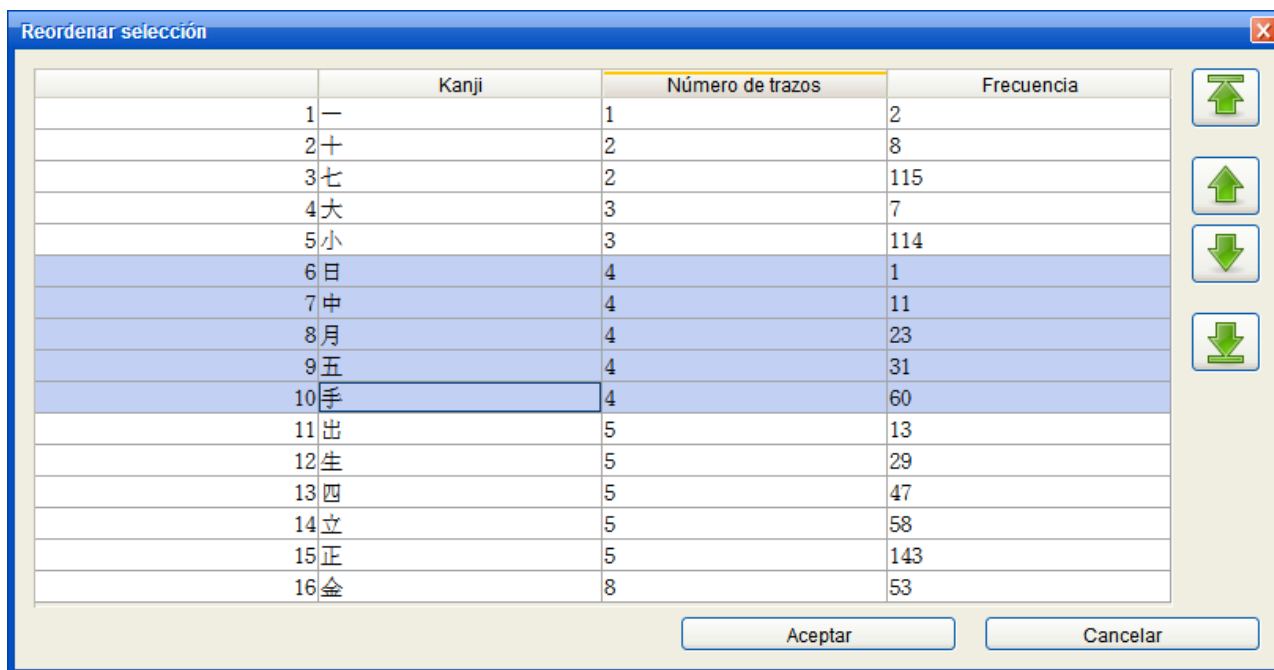 Reordenar selección
Kanji Número de trazos Frecuencia
1 一 1 2
2 十 2 8
3 七 2 115
4 大 3 7
5 小 3 114
6 日 4 1
7 中 4 11
8 月 4 23
9 五 4 31
10 手 4 60
11 出 5 13
12 生 5 29
13 四 5 47
14 立 5 58
15 正 5 143
16 金 8 53
Aceptar Cancelar